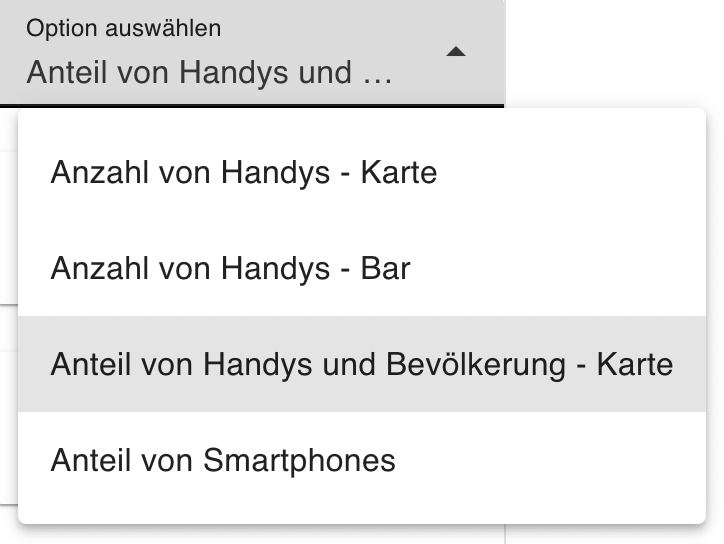 Option auswählen
Anteil von Handys und …
Anzahl von Handys - Karte
Anzahl von Handys - Bar
Anteil von Handys und Bevölkerung - Karte
Anteil von Smartphones